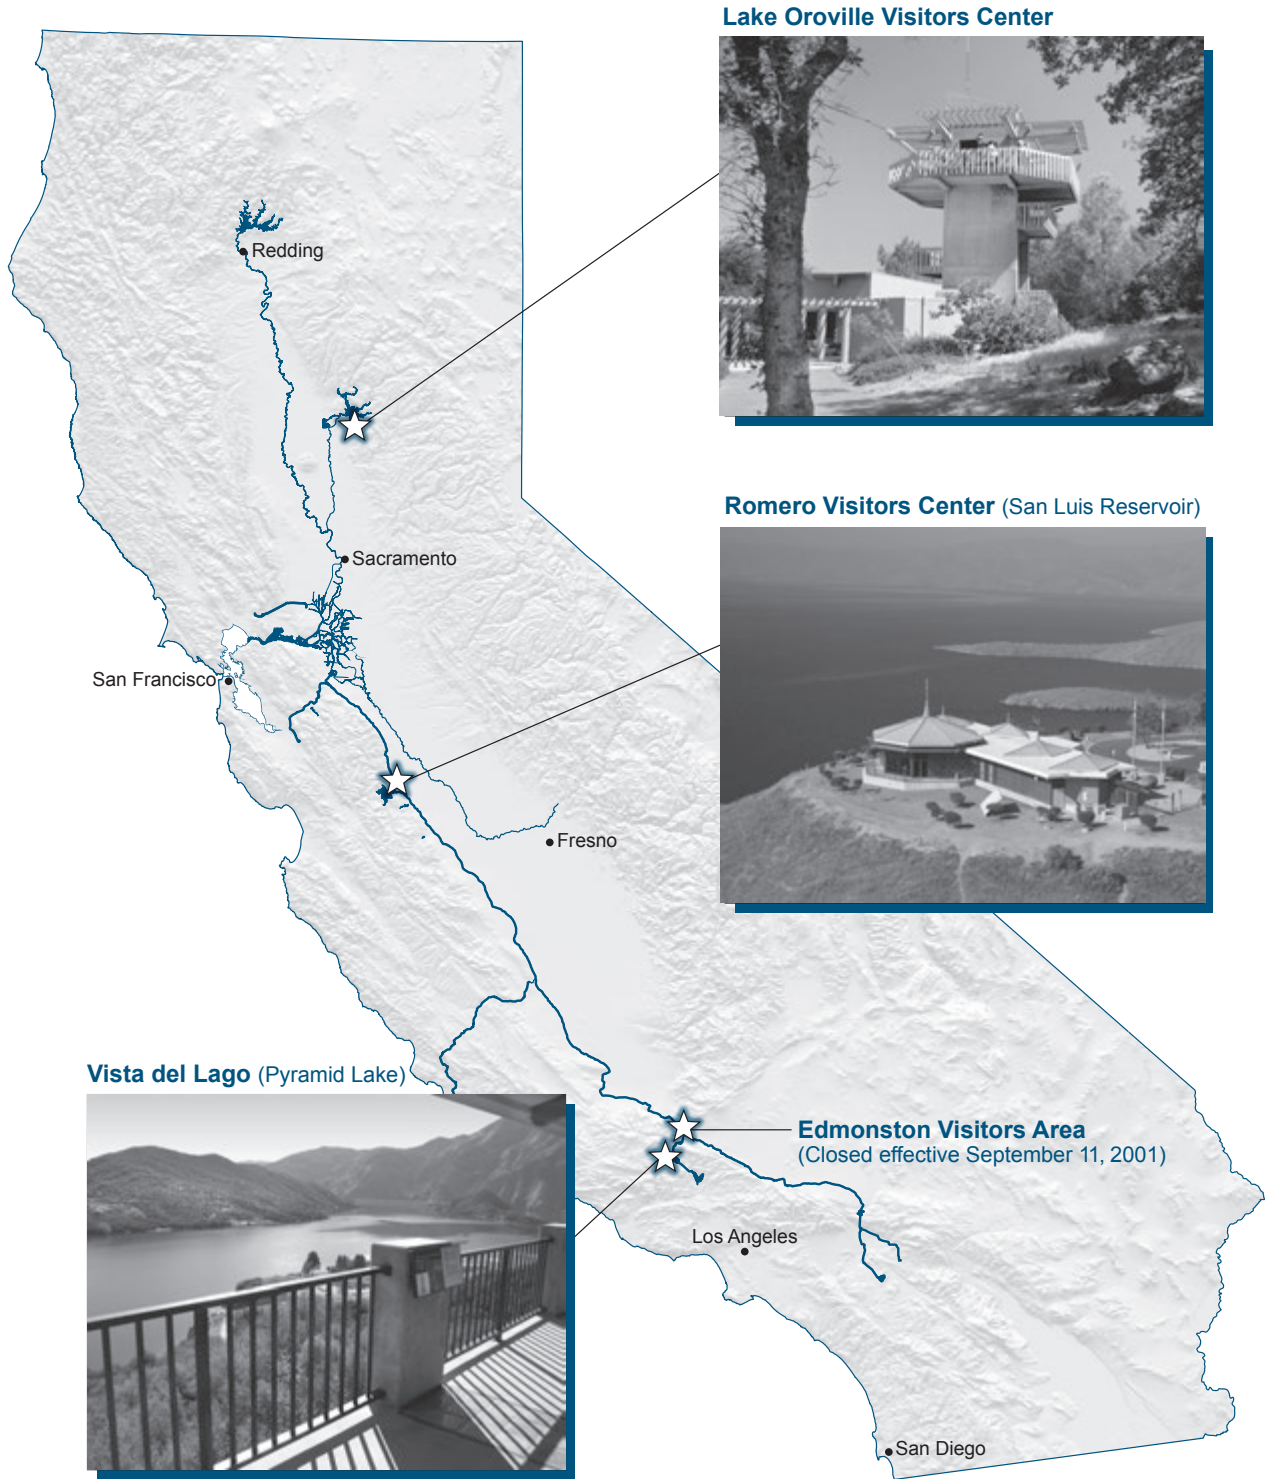 Lake Oroville Visitors Center
Redding
Romero Visitors Center (San Luis Reservoir)
Sacramento
San Francisco
Fresno
Vista del Lago (Pyramid Lake)
Edmonston Visitors Area
(Closed effective September 11, 2001)
Los Angeles
San Diego